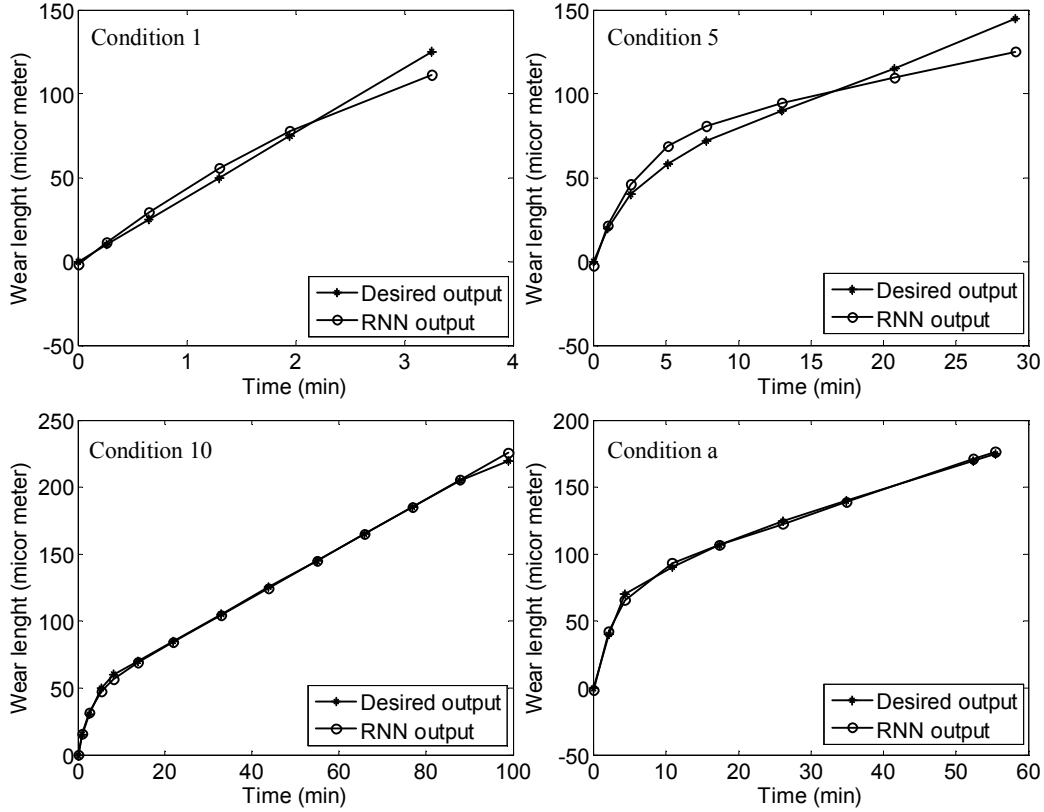 Condition 1
Wear lenght (micor meter)
150
100
50
0
-50
0 1 2 3 4
Time (min)
Desired output
RNN output
Condition 5
Wear lenght (micor meter)
150
100
50
0
-50
0 5 10 15 20 25 30
Time (min)
Desired output
RNN output
Condition 10
Wear lenght (micor meter)
250
200
150
100
50
0
0 20 40 60 80 100
Time (min)
Desired output
RNN output
Condition a
Wear lenght (micor meter)
200
150
100
50
0
-50
0 10 20 30 40 50 60
Time (min)
Desired output
RNN output